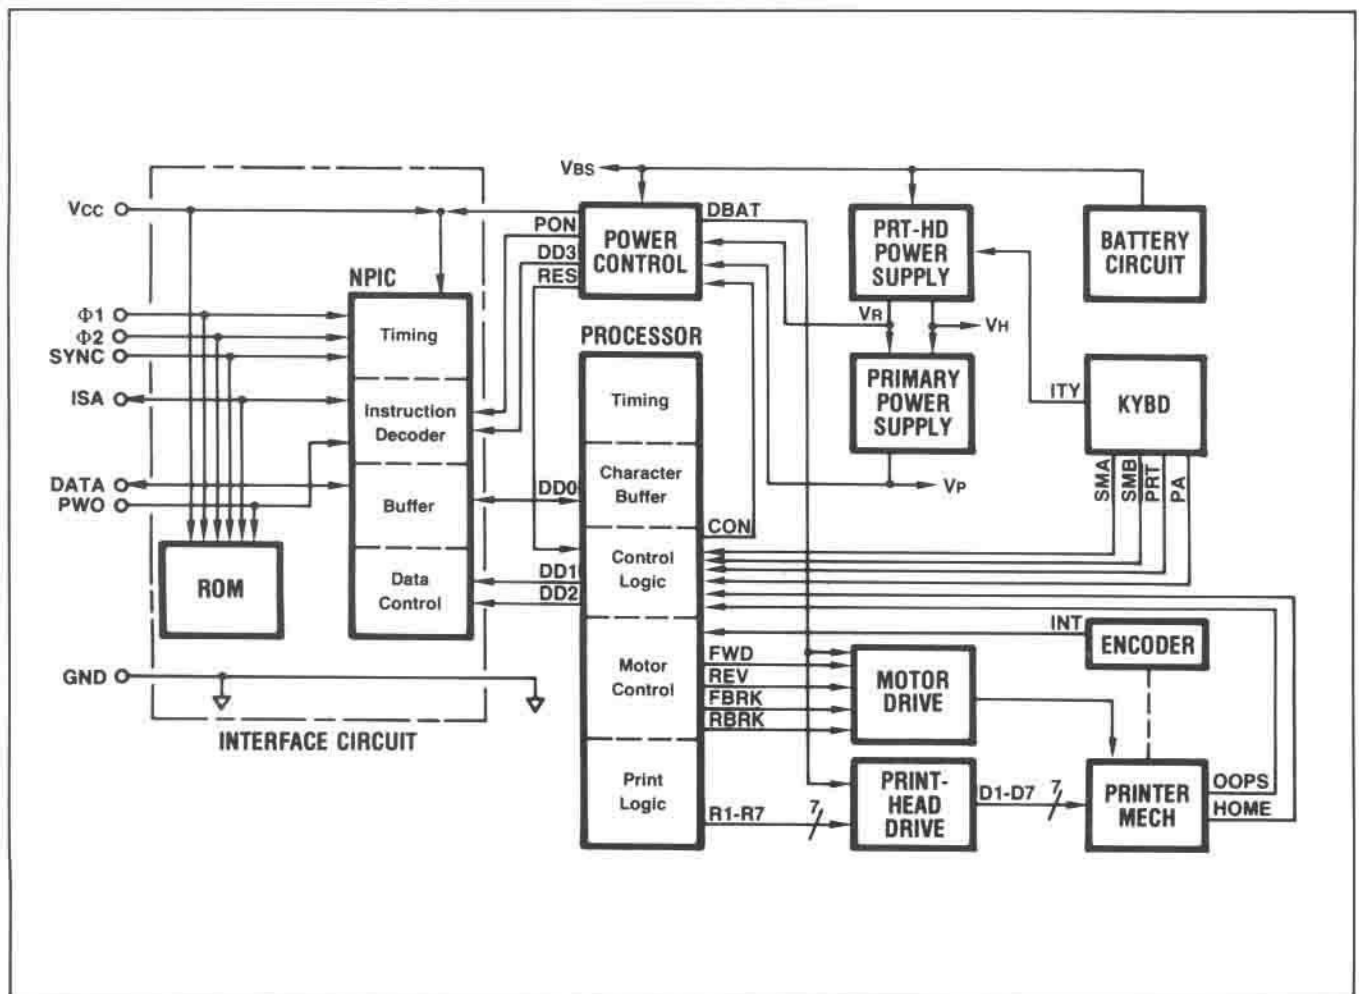 VBS
VCC
PON
DD3
RES
POWER
CONTROL
DBAT
PRT-HD
POWER
SUPPLY
BATTERY
CIRCUIT
NPIC
Φ1
Φ2
SYNC
ISA
DATA
PWO
GND
Timing
Instruction
Decoder
Buffer
Data
Control
ROM
INTERFACE CIRCUIT
PROCESSOR
Timing
Character
Buffer
Control
Logic
Motor
Control
Print
Logic
DD0
DD1
DD2
CON
VR
VH
PRIMARY
POWER
SUPPLY
VP
ITY
KYBD
SMA
SMB
PRT
PA
INT
ENCODER
FWD
REV
FBRK
RBRK
MOTOR
DRIVE
R1-R7
7
PRINT-
HEAD
DRIVE
D1-D7
7
PRINTER
MECH
OOPS
HOME